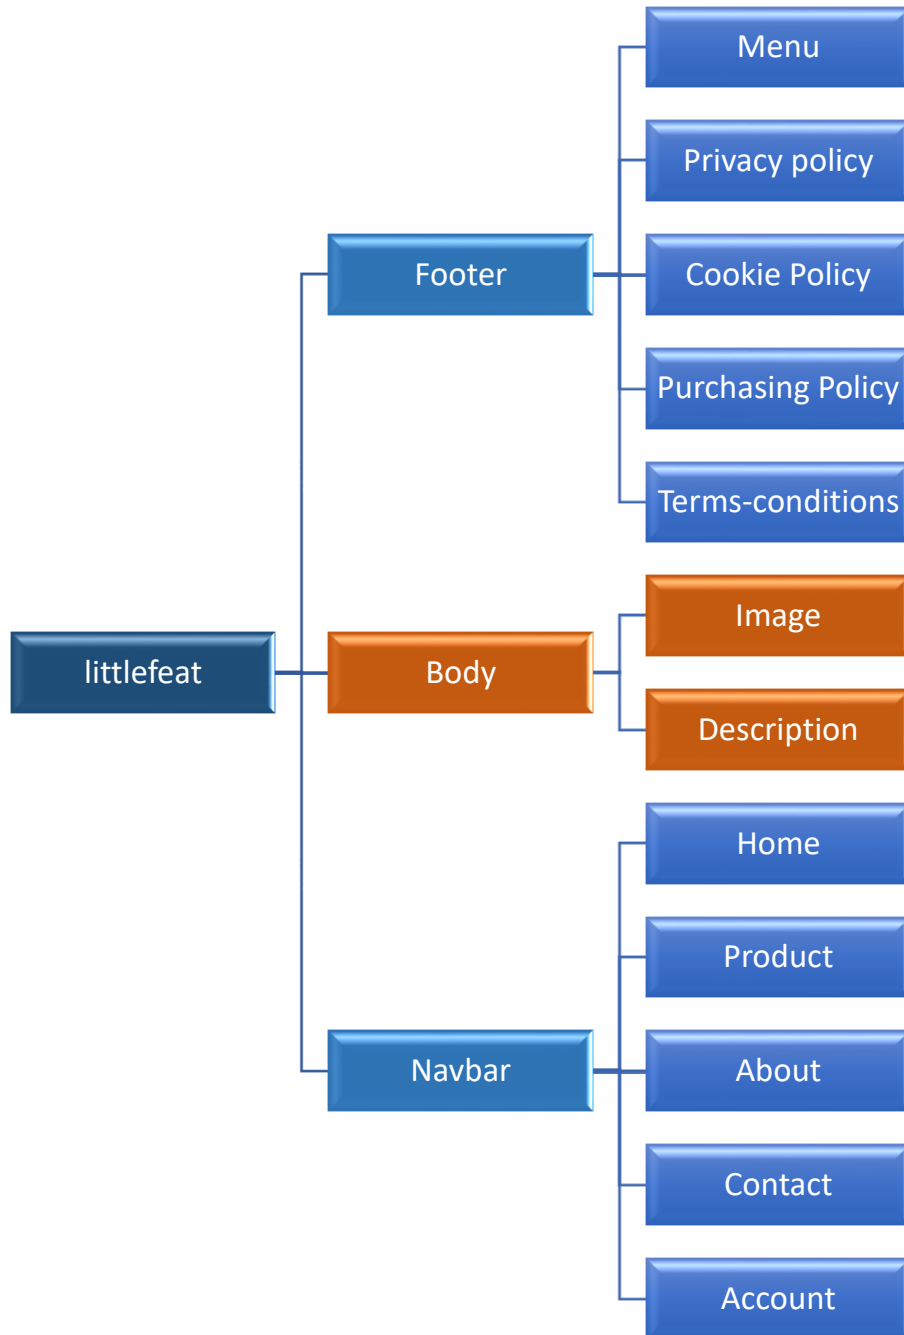 littlefeat
Footer
Menu
Privacy policy
Cookie Policy
Purchasing Policy
Terms-conditions
Body
Image
Description
Navbar
Home
Product
About
Contact
Account